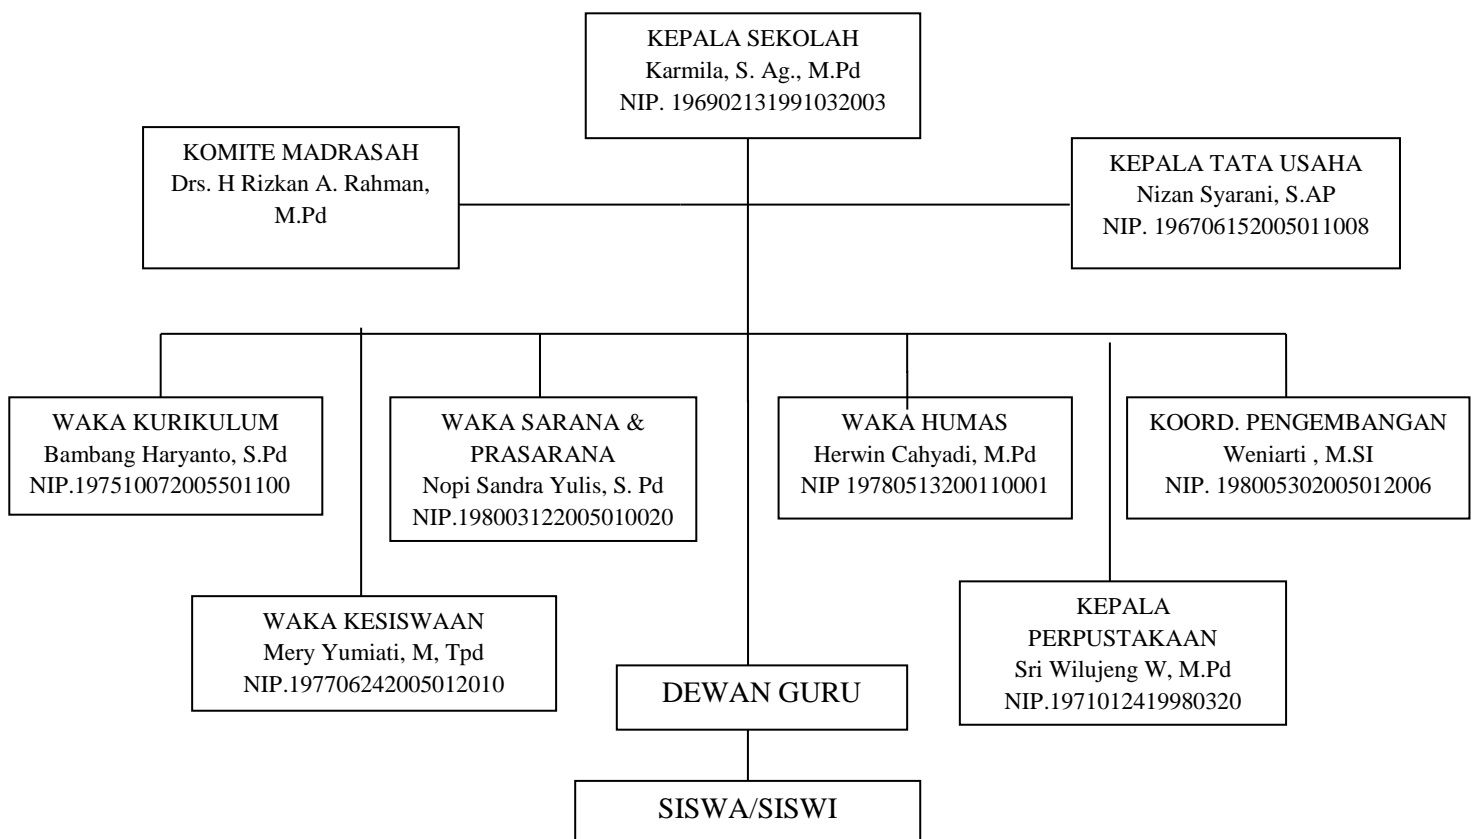 KEPALA SEKOLAH
Karmila, S. Ag., M.Pd
NIP. 196902131991032003
KOMITE MADRASAH
Drs. H Rizkan A. Rahman,
M.Pd
KEPALA TATA USAHA
Nizan Syarani, S.AP
NIP. 196706152005011008
WAKA KURIKULUM
Bambang Haryanto, S.Pd
NIP.197510072005501100
WAKA SARANA &
PRASARANA
Nopi Sandra Yulis, S. Pd
NIP.198003122005010020
WAKA HUMAS
Herwin Cahyadi, M.Pd
NIP 19780513200110001
KOORD. PENGEMBANGAN
Weniarti , M.SI
NIP. 198005302005012006
WAKA KESISWAAN
Mery Yumiati, M, Tpd
NIP.197706242005012010
KEPALA
PERPUSTAKAAN
Sri Wilujeng W, M.Pd
NIP.1971012419980320
DEWAN GURU
SISWA/SISWI